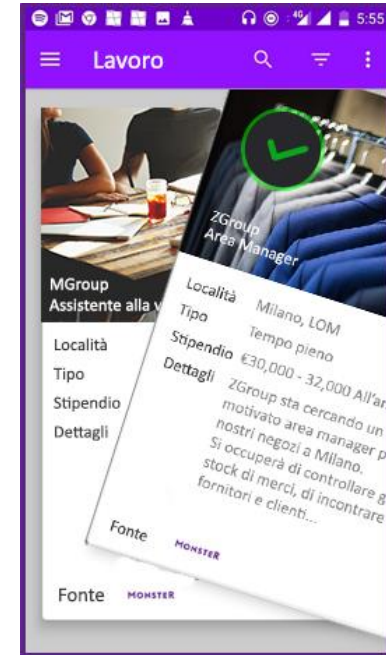 4G
5:55
Lavoro
MGroup
Assistente alla v
Località
Tipo
Stipendio
Dettagli
Fonte MONSTER
ZGroup
Area Manager
Località Milano, LOM
Tipo Tempo pieno
Stipendio €30,000 - 32,000 All'an
Dettagli ZGroup sta cercando un
motivato area manager p
nostri negozi a Milano.
Si occuperà di controllare g
stock di merci, di incontrare
fornitori e clienti...
Fonte MONSTER